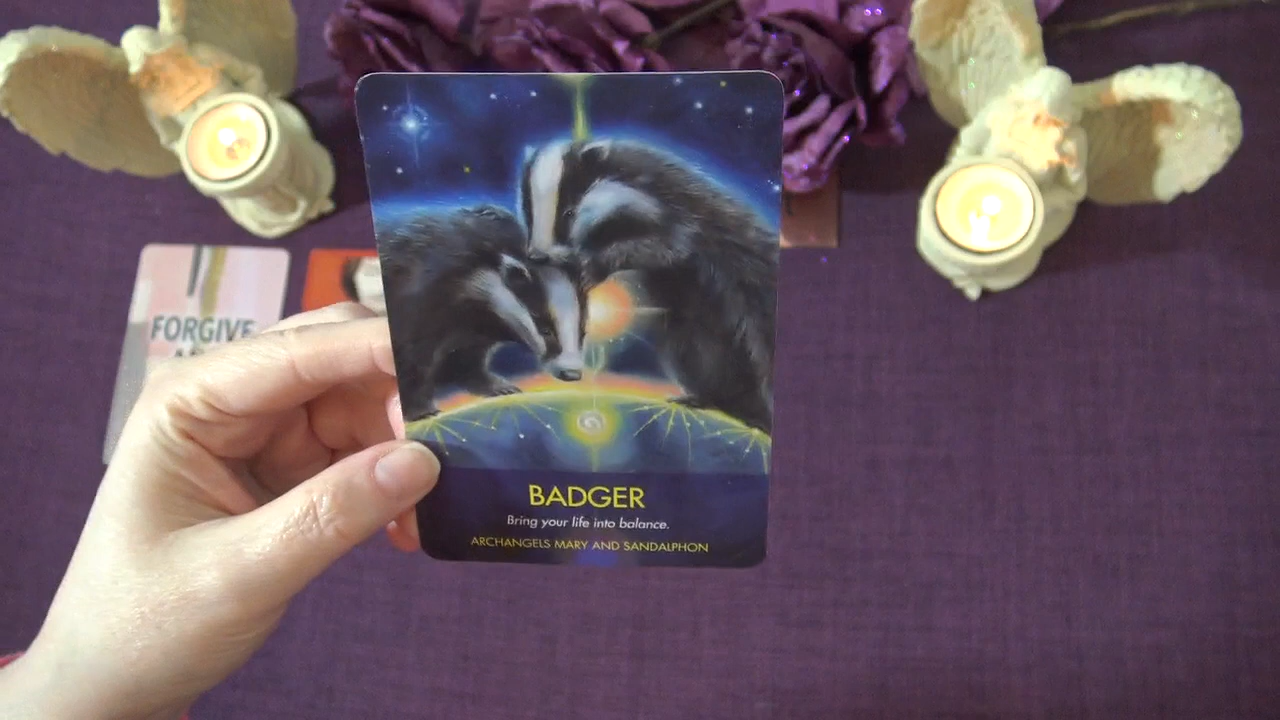 FORGIVE
BADGER
Bring your life into balance.
ARCHANGELS MARY AND SANDALPHON